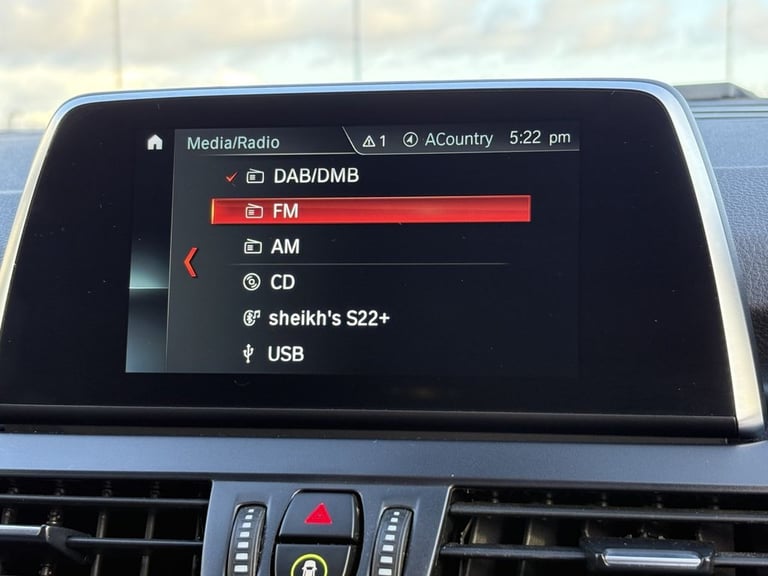 Media/Radio 1 ACountry 5:22 pm
DAB/DMB
FM
AM
CD
sheikh's S22+
USB